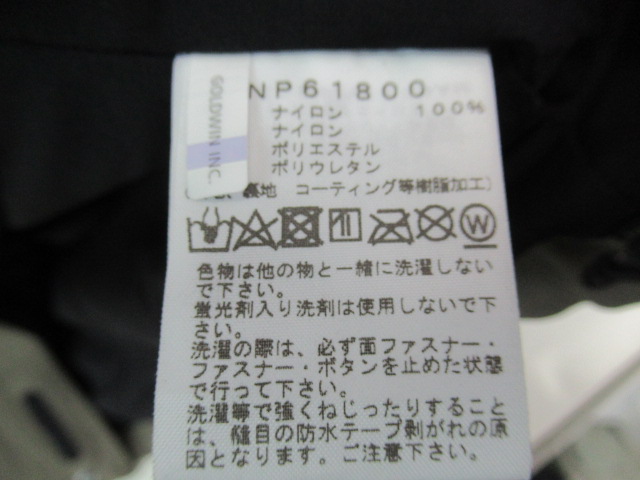 GOLDWIN INC.
NP61800
ナイロン 100%
ナイロン
ポリエステル
ポリウレタン
裏地 コーティング等樹脂加工)
W
色物は他の物と一緒に洗濯しない
で下さい。
蛍光剤入り洗剤は使用しないで下
さい。
洗濯の際は、必ず面ファスナー・
ファスナー・ボタンを止めた状態
で行って下さい。
洗濯等で強くねじったりすること
は、縫目の防水テープ剥がれの原
因となります。ご注意下さい。